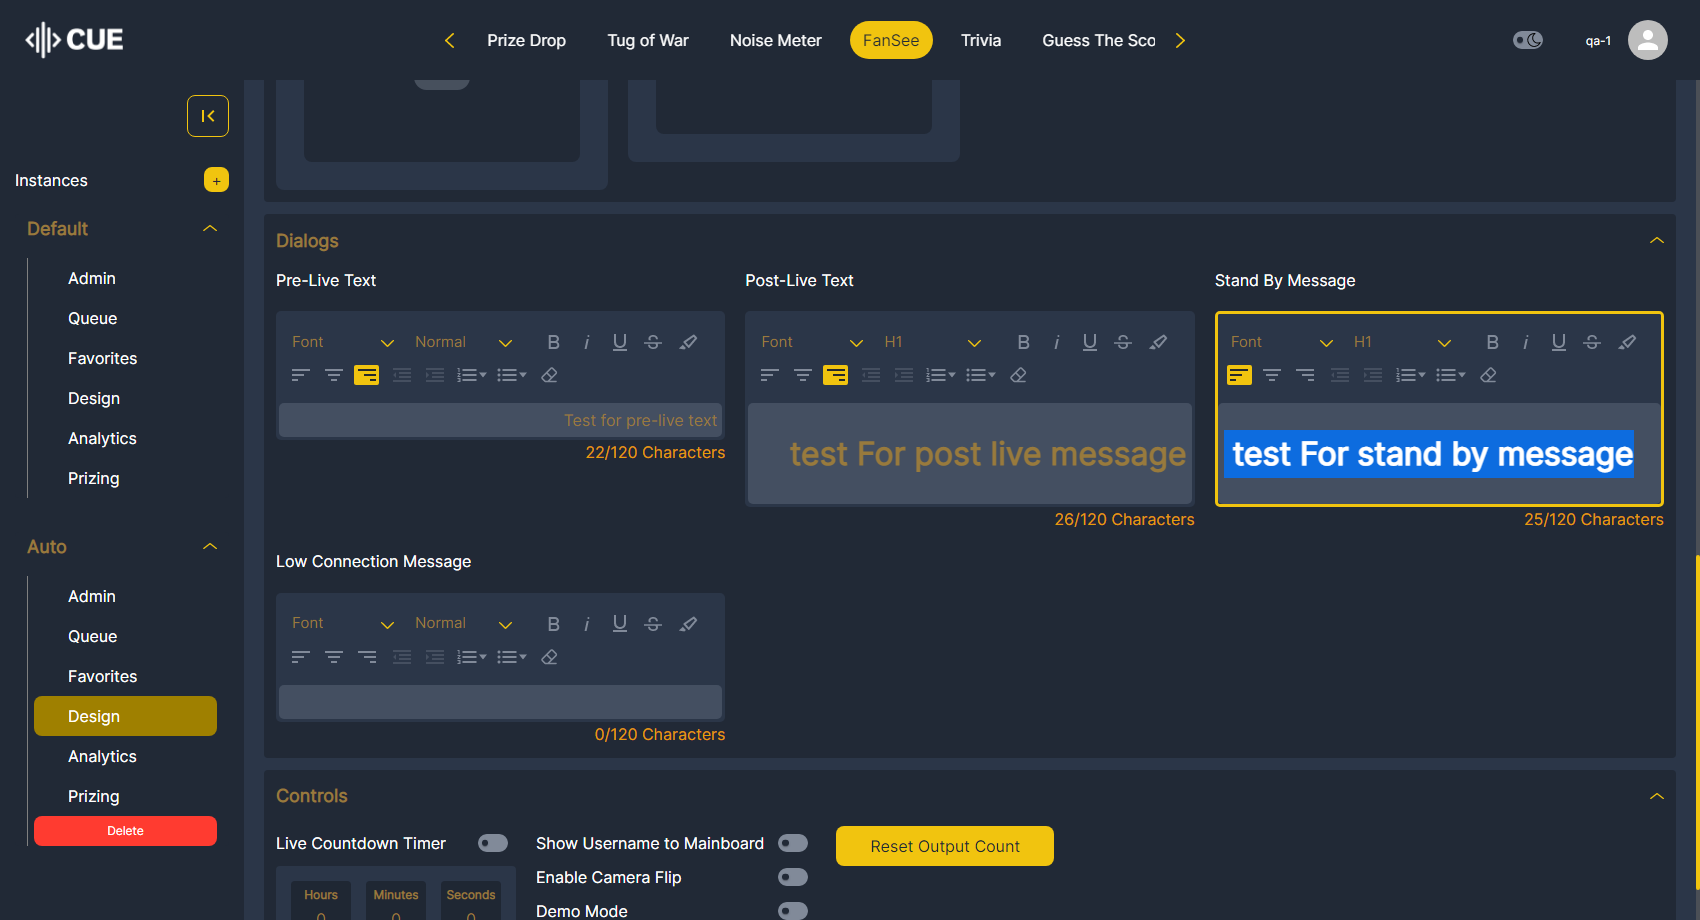 CUE
Prize Drop
Tug of War
Noise Meter
FanSee
Trivia
Guess The Sco
qa-1
Instances
+
Default
Admin
Queue
Favorites
Design
Analytics
Prizing
Auto
Admin
Queue
Favorites
Design
Analytics
Prizing
Delete
Dialogs
Pre-Live Text
Font Normal B i U S
Test for pre-live text
22/120 Characters
Post-Live Text
Font H1 B i U S
test For post live message
26/120 Characters
Stand By Message
Font H1 B i U S
test For stand by message
25/120 Characters
Low Connection Message
Font Normal B i U S
0/120 Characters
Controls
Live Countdown Timer
Hours Minutes Seconds
0 0 0
Show Username to Mainboard
Enable Camera Flip
Demo Mode
Reset Output Count